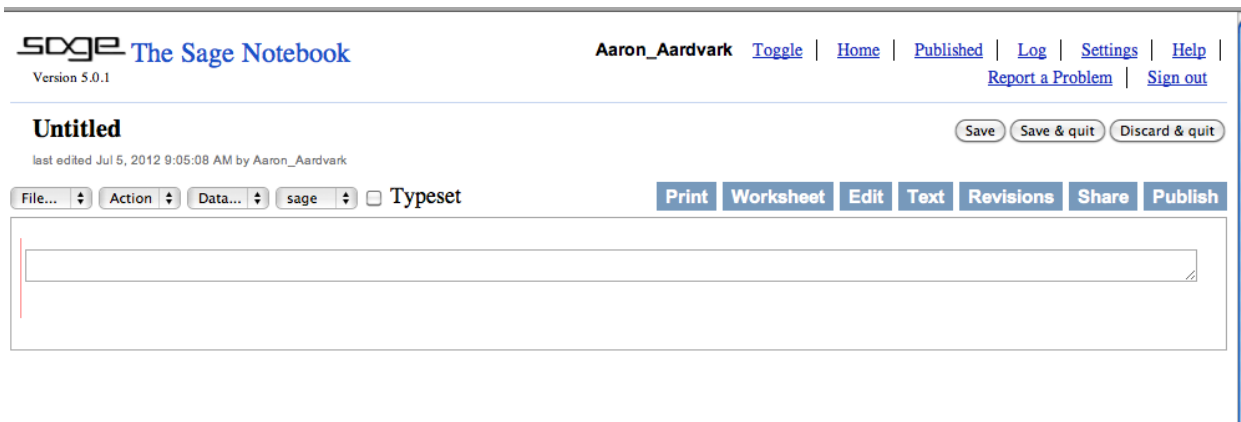 sage The Sage Notebook
Version 5.0.1
Aaron_Aardvark Toggle | Home | Published | Log | Settings | Help |
Report a Problem | Sign out
Untitled
last edited Jul 5, 2012 9:05:08 AM by Aaron_Aardvark
Save Save & quit Discard & quit
File... Action Data... sage Typeset
Print Worksheet Edit Text Revisions Share Publish